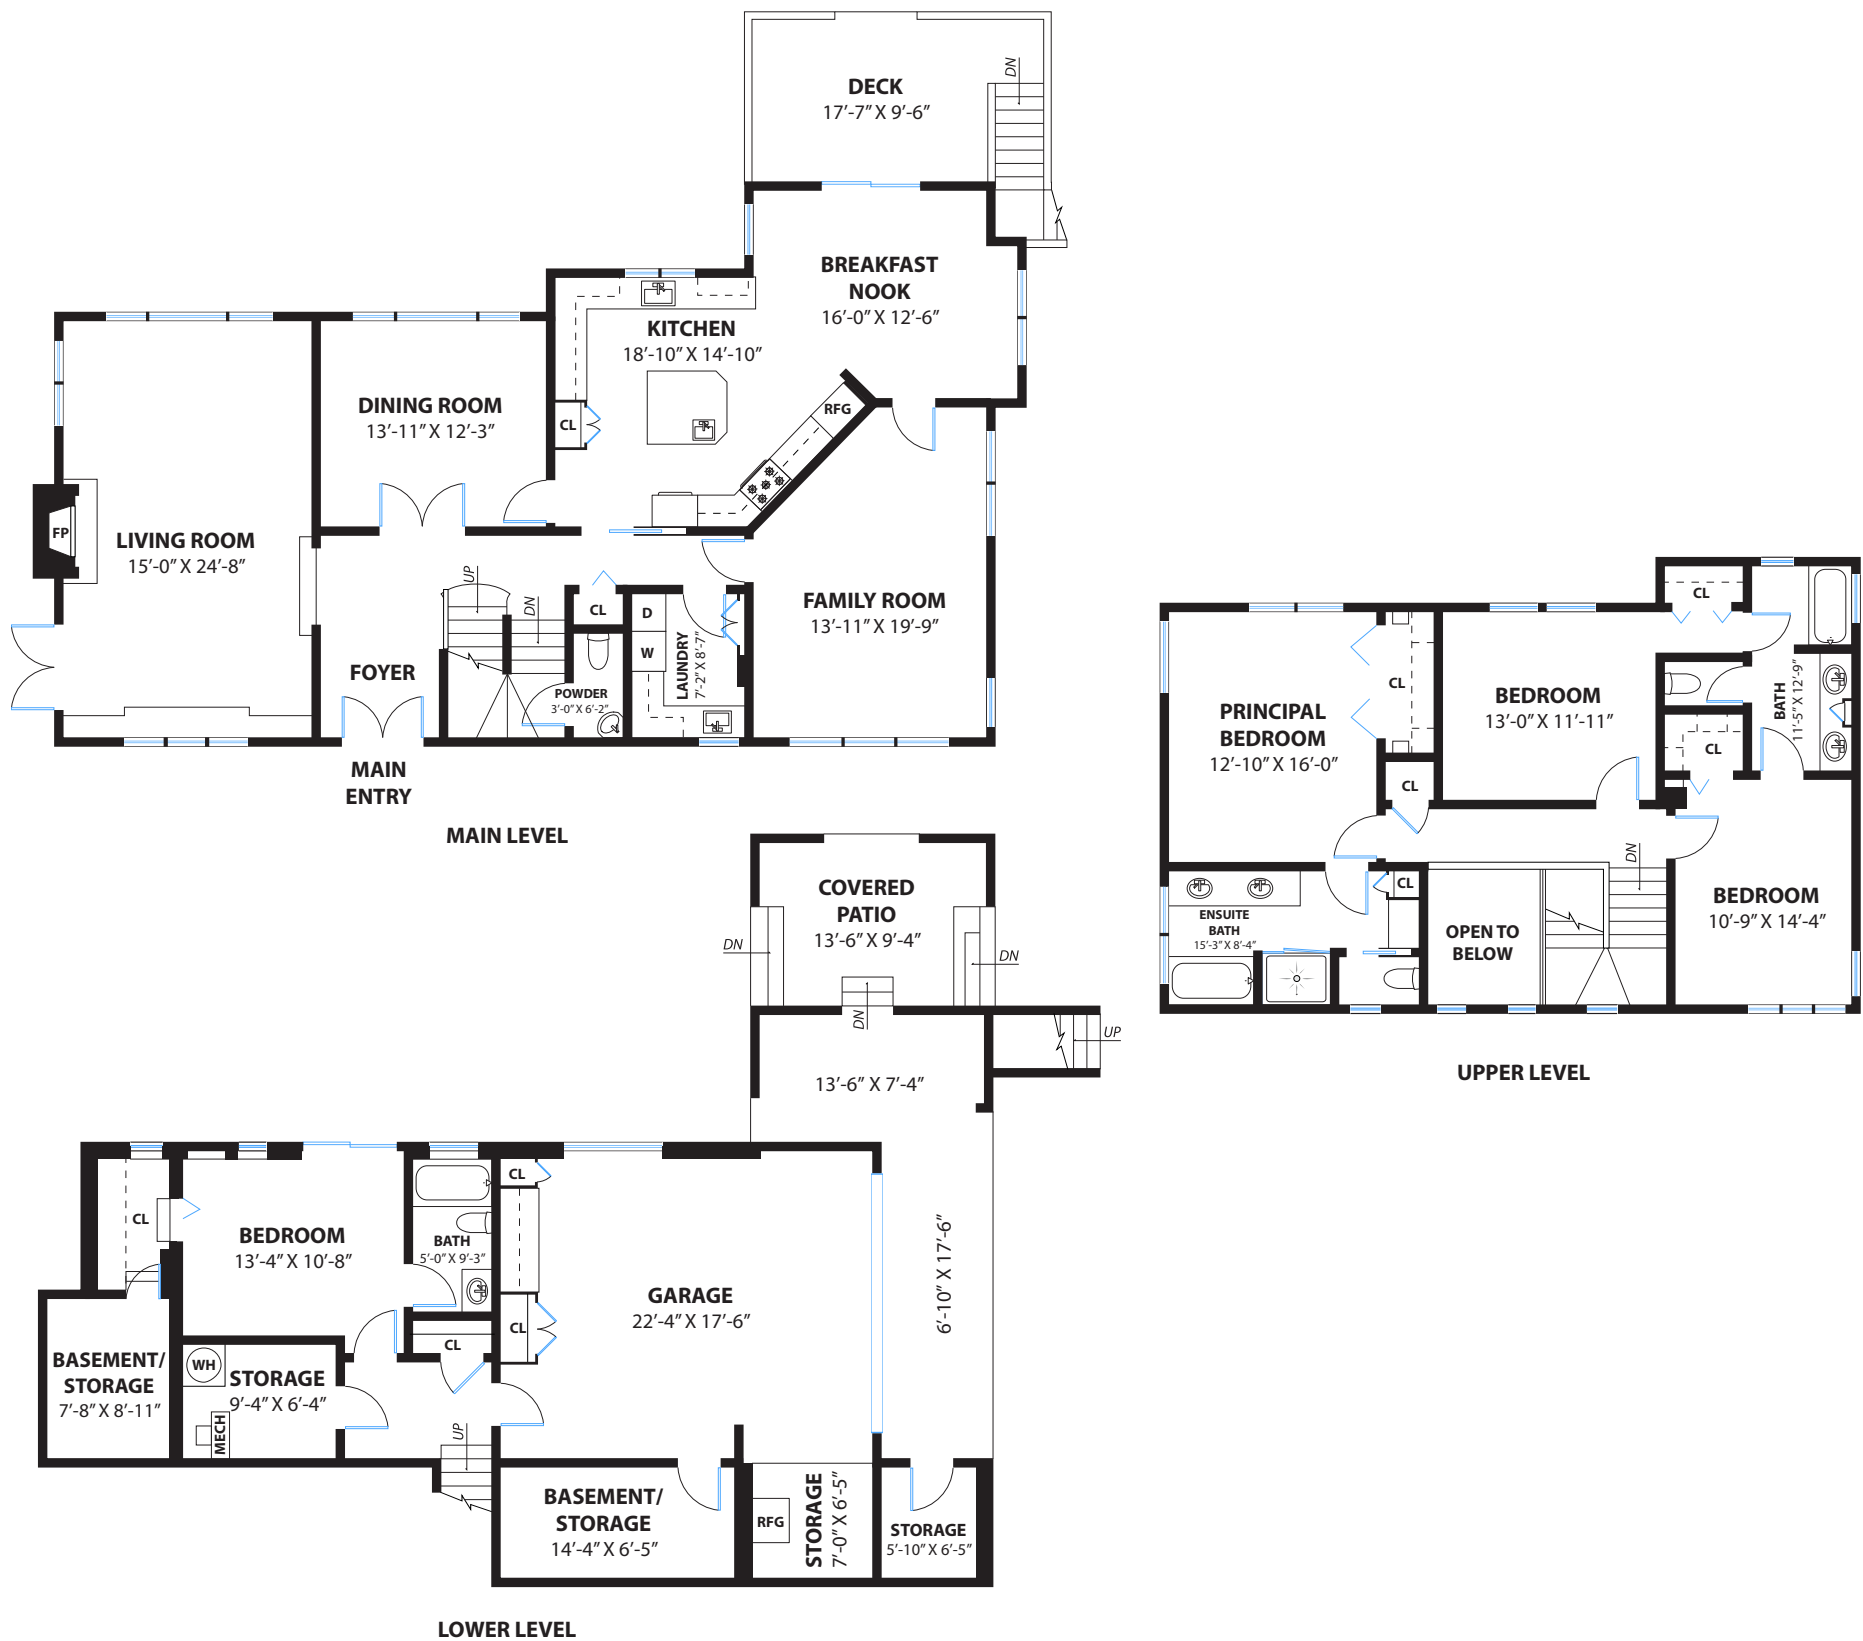 DECK
17’-7” X 9’-6”
DN
BREAKFAST
NOOK
16’-0” X 12’-6”
KITCHEN
18’-10” X 14’-10”
CL
RFG
DINING ROOM
13’-11” X 12’-3”
LIVING ROOM
15’-0” X 24’-8”
FP
FAMILY ROOM
13’-11” X 19’-9”
UP
DN
CL
D
W
LAUNDRY
7’-2” X 8’-7”
POWDER
3’-0” X 6’-2”
FOYER
MAIN
ENTRY
MAIN LEVEL
CL
BEDROOM
13’-0” X 11’-11”
BATH
11’-5” X 12’-9”
CL
PRINCIPAL
BEDROOM
12’-10” X 16’-0”
CL
CL
DN
BEDROOM
10’-9” X 14’-4”
CL
ENSUITE
BATH
15’-3” X 8’-4”
OPEN TO
BELOW
UPPER LEVEL
COVERED
PATIO
13’-6” X 9’-4”
DN
DN
DN
UP
13’-6” X 7’-4”
6’-10” X 17’-6”
CL
CL
BEDROOM
13’-4” X 10’-8”
BATH
5’-0” X 9’-3”
GARAGE
22’-4” X 17’-6”
CL
CL
BASEMENT/
STORAGE
7’-8” X 8’-11”
WH
STORAGE
9’-4” X 6’-4”
MECH
UP
BASEMENT/
STORAGE
14’-4” X 6’-5”
RFG
STORAGE
7’-0” X 6’-5”
STORAGE
5’-10” X 6’-5”
LOWER LEVEL